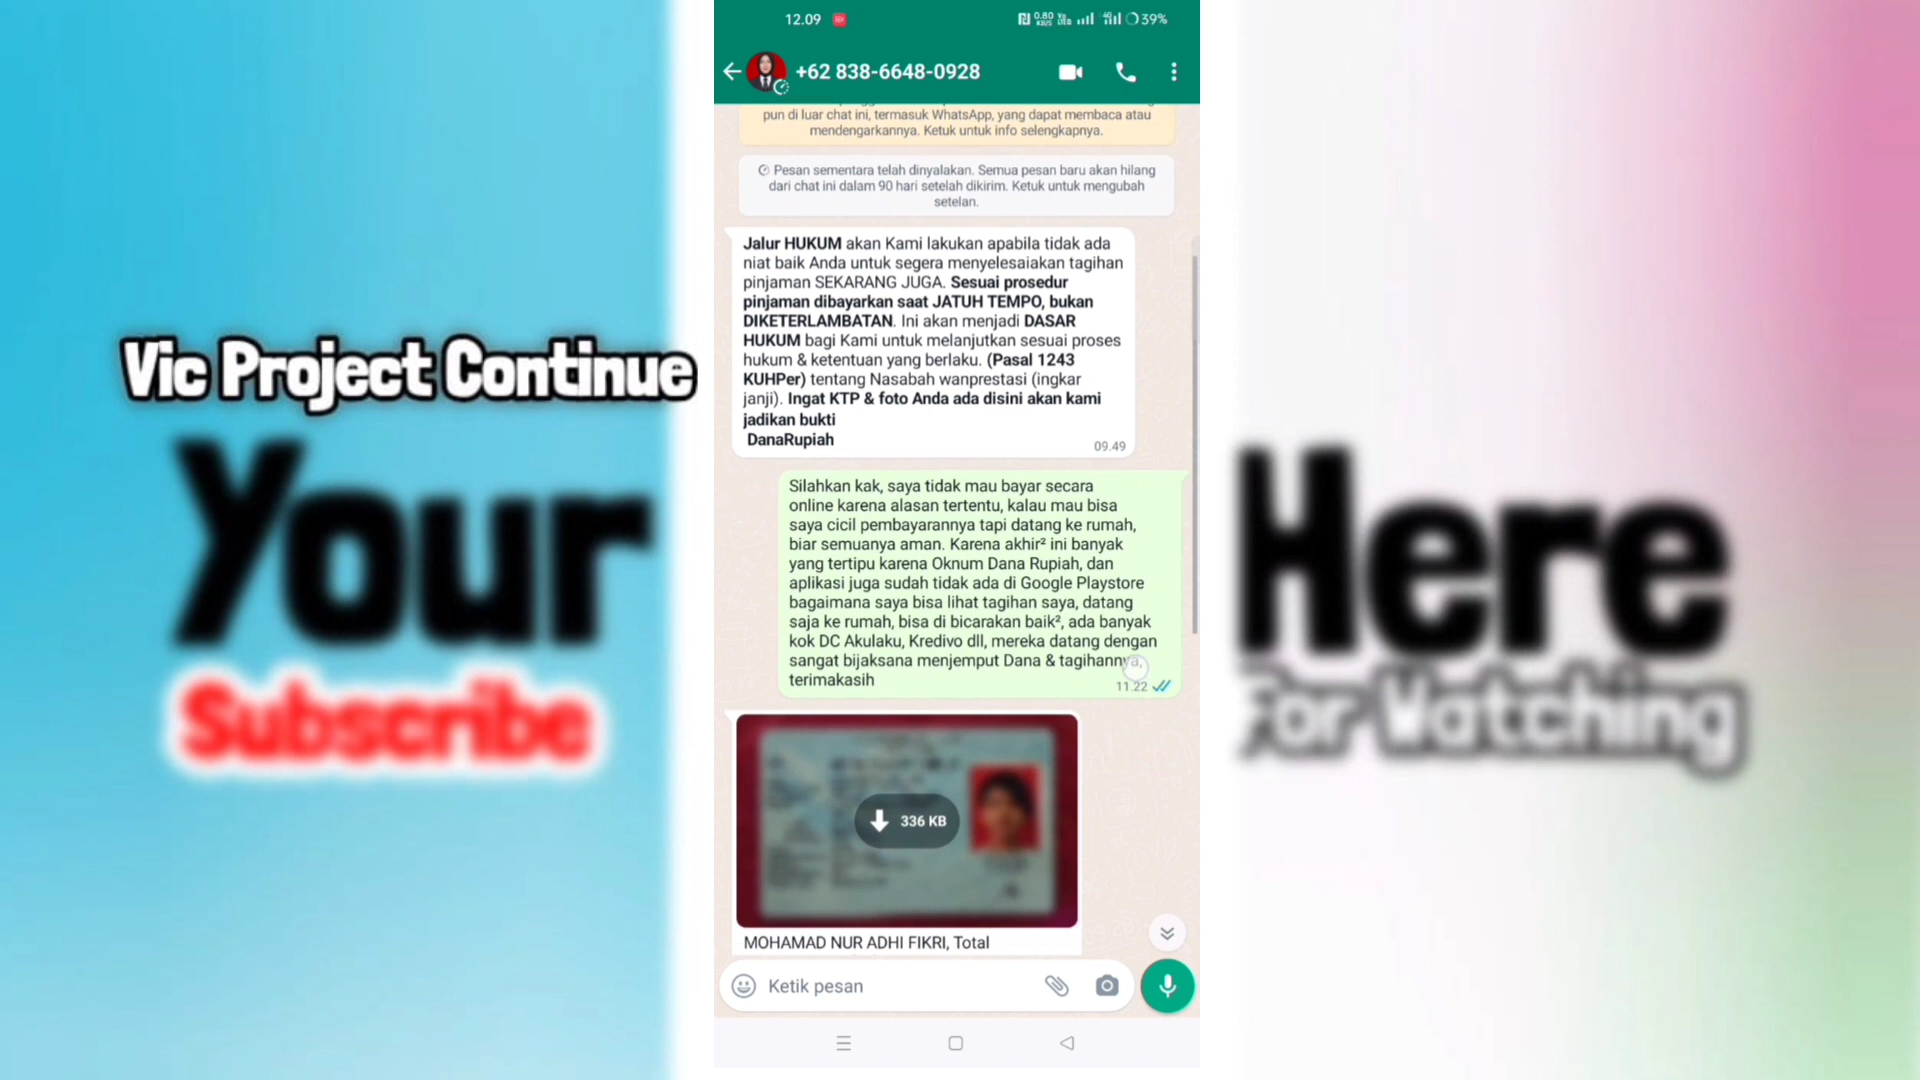 Vic Project Continue
Your
Subscribe
12.09
0.80
KB/S
4G
39%
+62 838-6648-0928
pun di luar chat ini, termasuk WhatsApp, yang dapat membaca atau
mendengarkannya. Ketuk untuk info selengkapnya.
Pesan sementara telah dinyalakan. Semua pesan baru akan hilang
dari chat ini dalam 90 hari setelah dikirim. Ketuk untuk mengubah
setelan.
Jalur HUKUM akan Kami lakukan apabila tidak ada
niat baik Anda untuk segera menyelesaiakan tagihan
pinjaman SEKARANG JUGA. Sesuai prosedur
pinjaman dibayarkan saat JATUH TEMPO, bukan
DIKETERLAMBATAN. Ini akan menjadi DASAR
HUKUM bagi Kami untuk melanjutkan sesuai proses
hukum & ketentuan yang berlaku. (Pasal 1243
KUHPer) tentang Nasabah wanprestasi (ingkar
janji). Ingat KTP & foto Anda ada disini akan kami
jadikan bukti
DanaRupiah
09.49
Silahkan kak, saya tidak mau bayar secara
online karena alasan tertentu, kalau mau bisa
saya cicil pembayarannya tapi datang ke rumah,
biar semuanya aman. Karena akhir² ini banyak
yang tertipu karena Oknum Dana Rupiah, dan
aplikasi juga sudah tidak ada di Google Playstore
bagaimana saya bisa lihat tagihan saya, datang
saja ke rumah, bisa di bicarakan baik², ada banyak
kok DC Akulaku, Kredivo dll, mereka datang dengan
sangat bijaksana menjemput Dana & tagihannya,
terimakasih
11.22
336 KB
MOHAMAD NUR ADHI FIKRI, Total
Ketik pesan
Here
For Watching